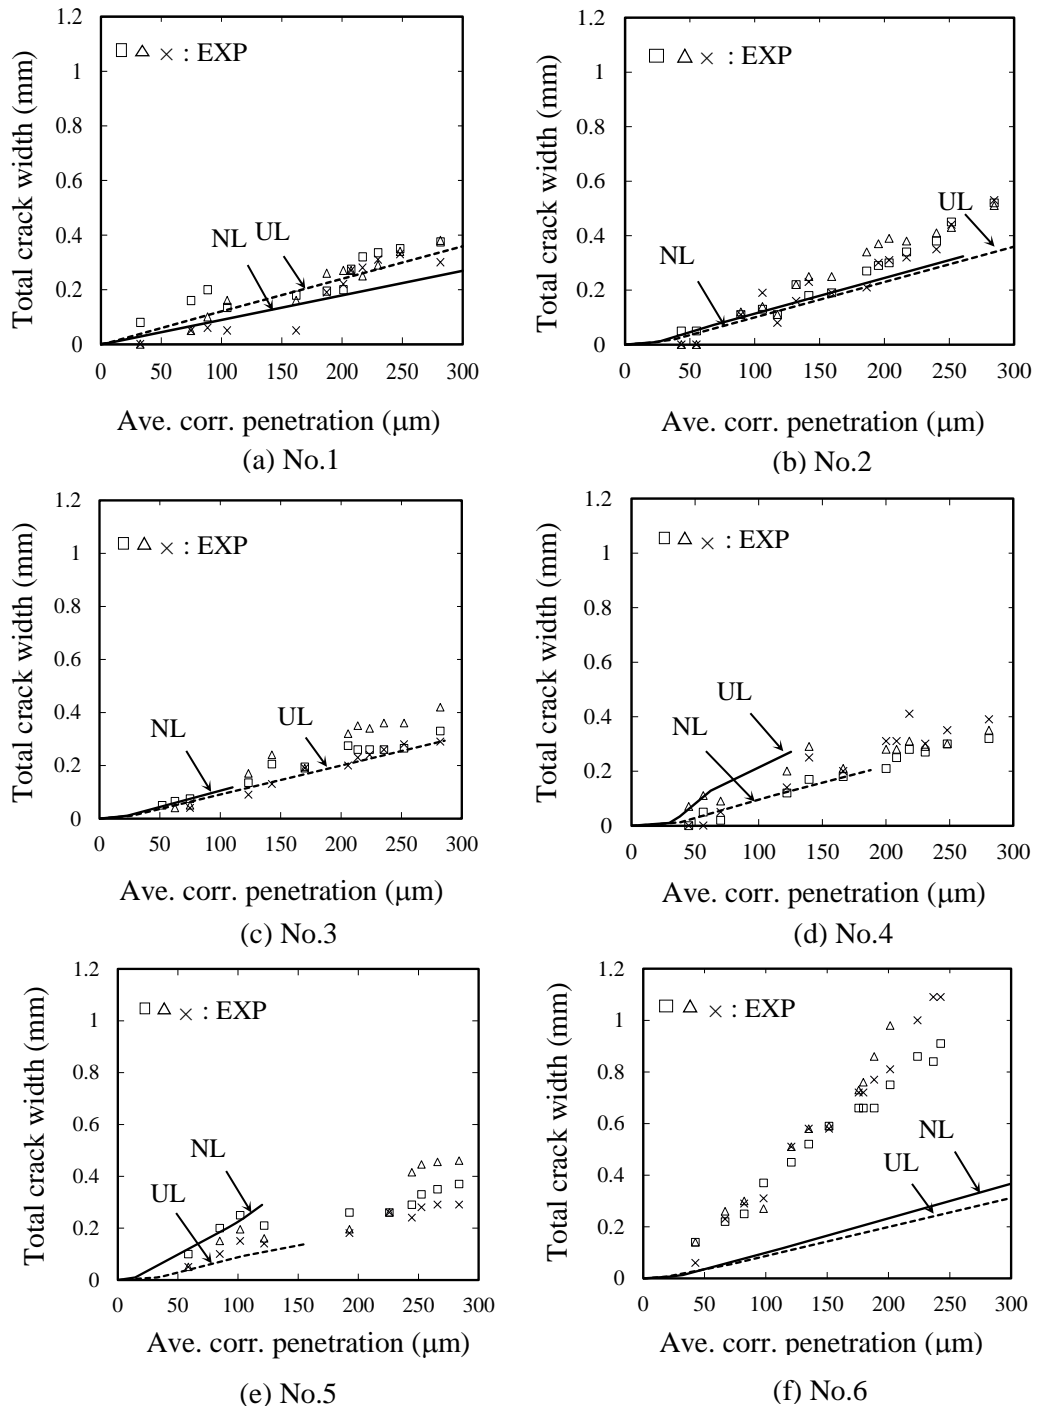 1.2
1
0.8
0.6
0.4
0.2
0
Total crack width (mm)
□ △ × : EXP
NL
UL
0 50 100 150 200 250 300
Ave. corr. penetration (μm)
(a) No.1
1.2
1
0.8
0.6
0.4
0.2
0
Total crack width (mm)
□ △ × : EXP
NL
UL
0 50 100 150 200 250 300
Ave. corr. penetration (μm)
(b) No.2
1.2
1
0.8
0.6
0.4
0.2
0
Total crack width (mm)
□ △ × : EXP
NL
UL
0 50 100 150 200 250 300
Ave. corr. penetration (μm)
(c) No.3
1.2
1
0.8
0.6
0.4
0.2
0
Total crack width (mm)
□ △ × : EXP
UL
NL
0 50 100 150 200 250 300
Ave. corr. penetration (μm)
(d) No.4
1.2
1
0.8
0.6
0.4
0.2
0
Total crack width (mm)
□ △ × : EXP
NL
UL
0 50 100 150 200 250 300
Ave. corr. penetration (μm)
(e) No.5
1.2
1
0.8
0.6
0.4
0.2
0
Total crack width (mm)
□ △ × : EXP
NL
UL
0 50 100 150 200 250 300
Ave. corr. penetration (μm)
(f) No.6